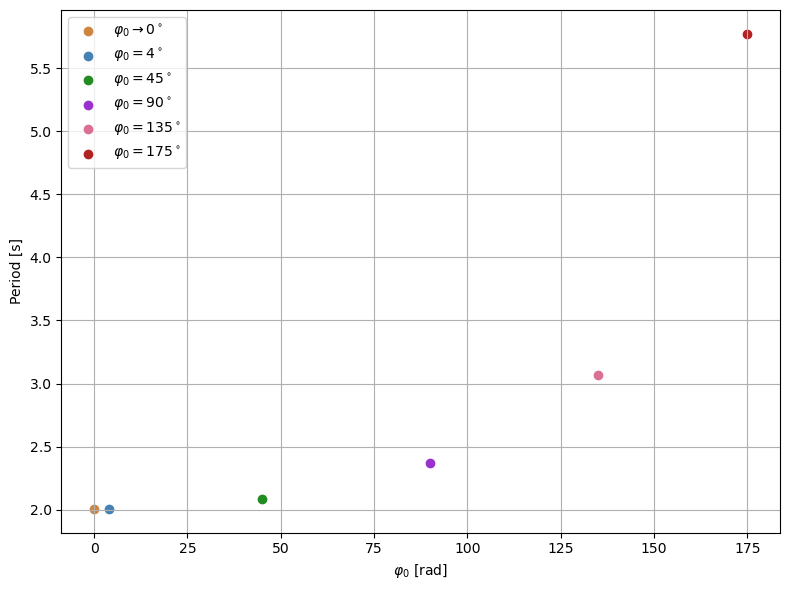 φ₀ → 0°
φ₀ = 4°
φ₀ = 45°
φ₀ = 90°
φ₀ = 135°
φ₀ = 175°
Period [s]
5.5
5.0
4.5
4.0
3.5
3.0
2.5
2.0
0 25 50 75 100 125 150 175
φ₀ [rad]